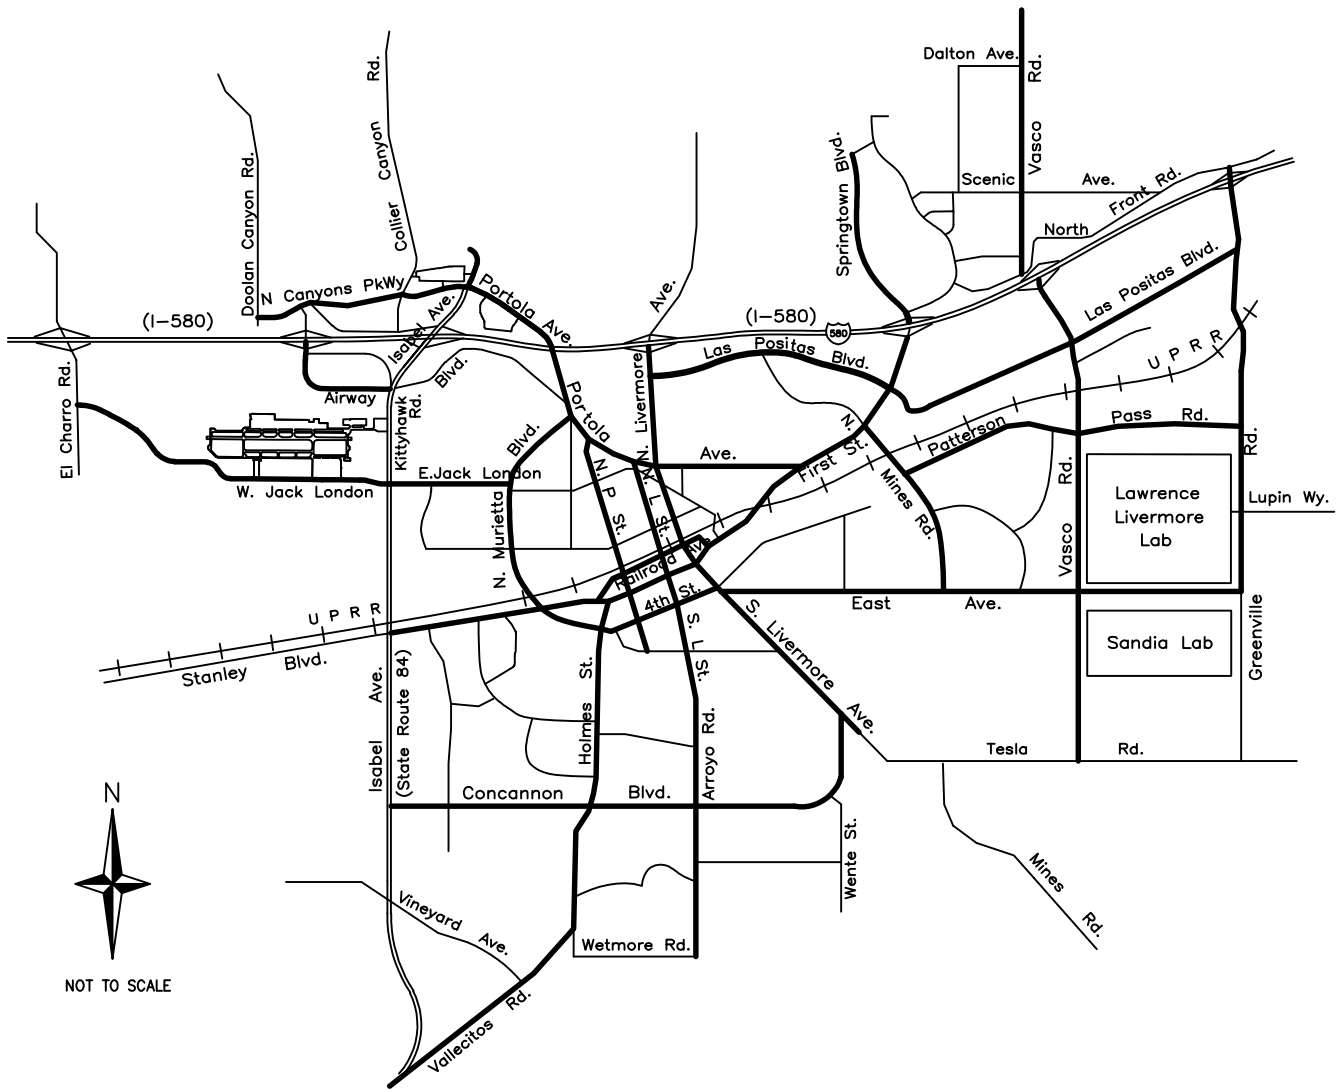 Dalton Ave.
Vasco Rd.
Collier Canyon Rd.
Doolan Canyon Rd.
Springtown Blvd.
Scenic Ave.
North Front Rd.
N Canyons PkWy
Portola Ave.
Isabel Ave.
N. Livermore Ave.
(I-580)
(I-580)
580
Las Positas Blvd.
Las Positas Blvd.
El Charro Rd.
Airway Blvd.
Kittyhawk Rd.
Portola Ave.
U P R R
N. Mines Rd.
First St.
Patterson Pass Rd.
W. Jack London
E.Jack London Blvd.
N. Murietta
N. P St.
N. L St.
Vasco Rd.
Lawrence
Livermore
Lab
Lupin Wy.
Greenville Rd.
Railroad Ave
4th St.
East Ave.
U P R R
Stanley Blvd.
Sandia Lab
S. Livermore Ave.
S. L St.
Holmes St.
Isabel Ave.
(State Route 84)
Arroyo Rd.
Tesla Rd.
Concannon Blvd.
Wente St.
Mines Rd.
Vineyard Ave.
Wetmore Rd.
Vallecitos Rd.
N
NOT TO SCALE